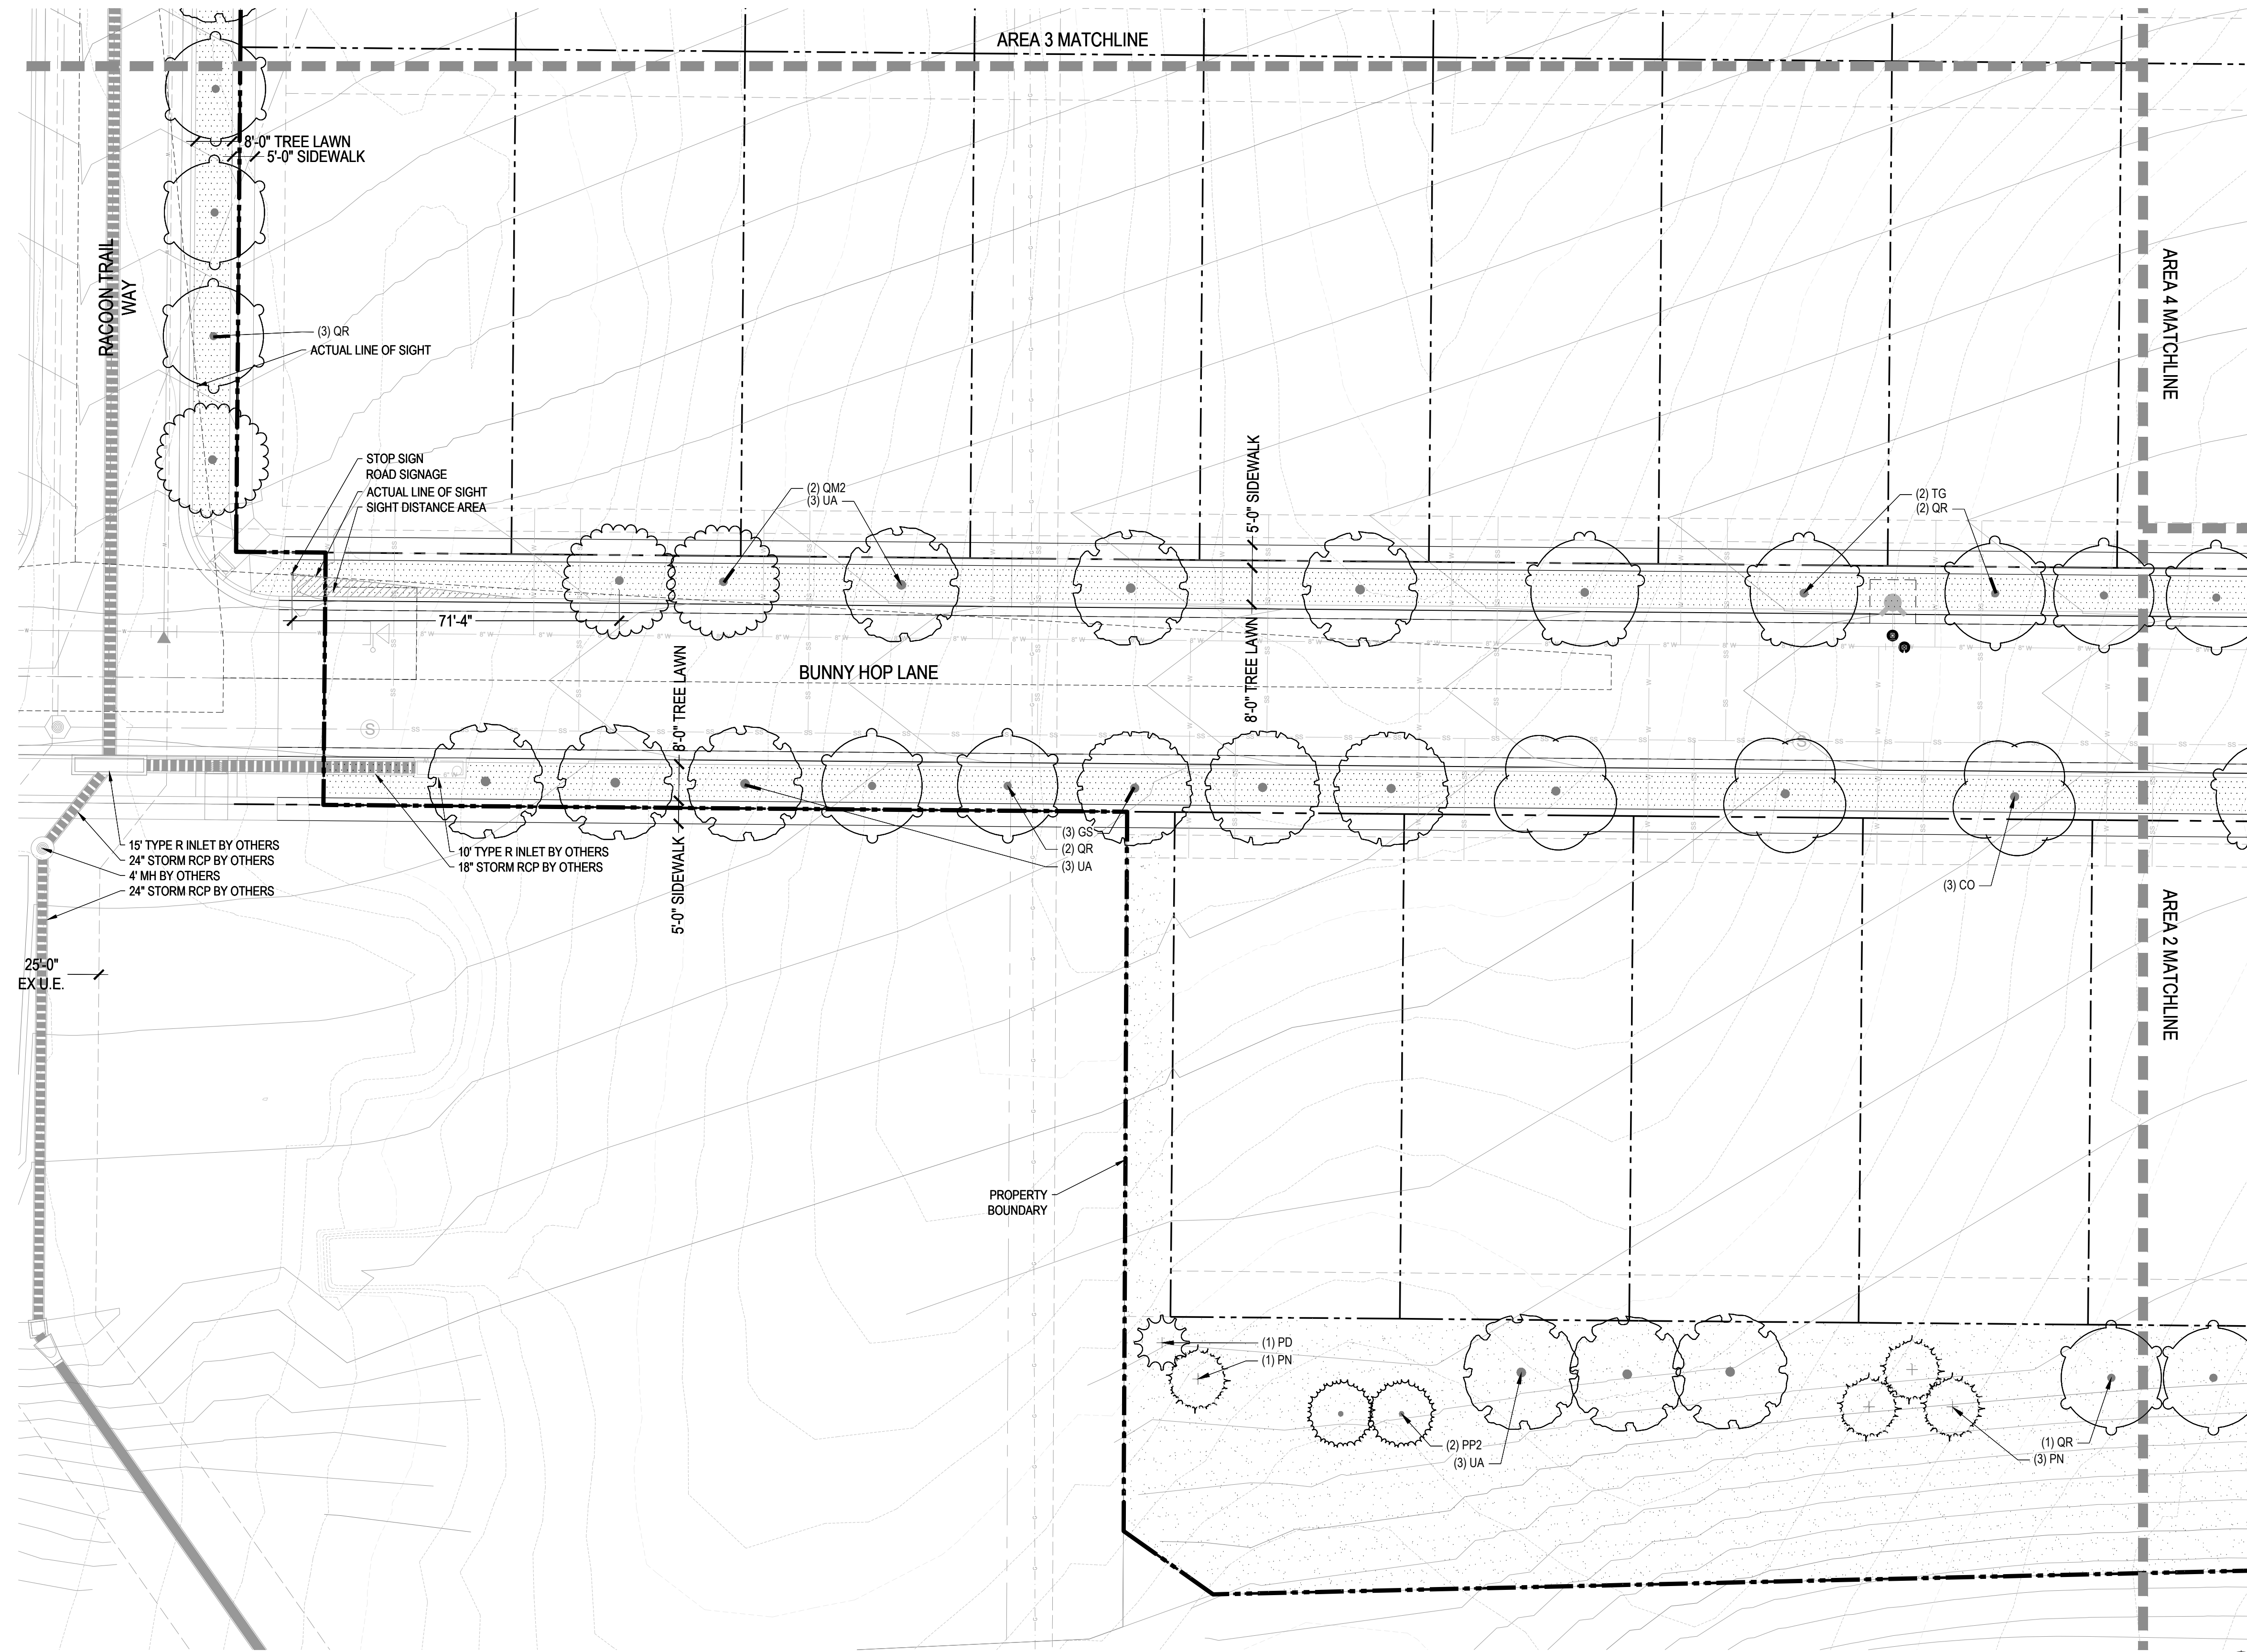 AREA 3 MATCHLINE
8'-0" TREE LAWN
5'-0" SIDEWALK
RACOON TRAIL
WAY
(3) QR
ACTUAL LINE OF SIGHT
AREA 4 MATCHLINE
STOP SIGN
ROAD SIGNAGE
ACTUAL LINE OF SIGHT
SIGHT DISTANCE AREA
(2) QM2
(3) UA
5'-0" SIDEWALK
8'-0" TREE LAWN
(2) TG
(2) QR
71'-4"
BUNNY HOP LANE
8'-0" TREE LAWN
5'-0" SIDEWALK
S
S
15' TYPE R INLET BY OTHERS
24" STORM RCP BY OTHERS
4' MH BY OTHERS
24" STORM RCP BY OTHERS
10' TYPE R INLET BY OTHERS
18" STORM RCP BY OTHERS
(3) GS
(2) QR
(3) UA
(3) CO
AREA 2 MATCHLINE
25'-0"
EX U.E.
PROPERTY
BOUNDARY
(1) PD
(1) PN
(2) PP2
(3) UA
(1) QR
(3) PN